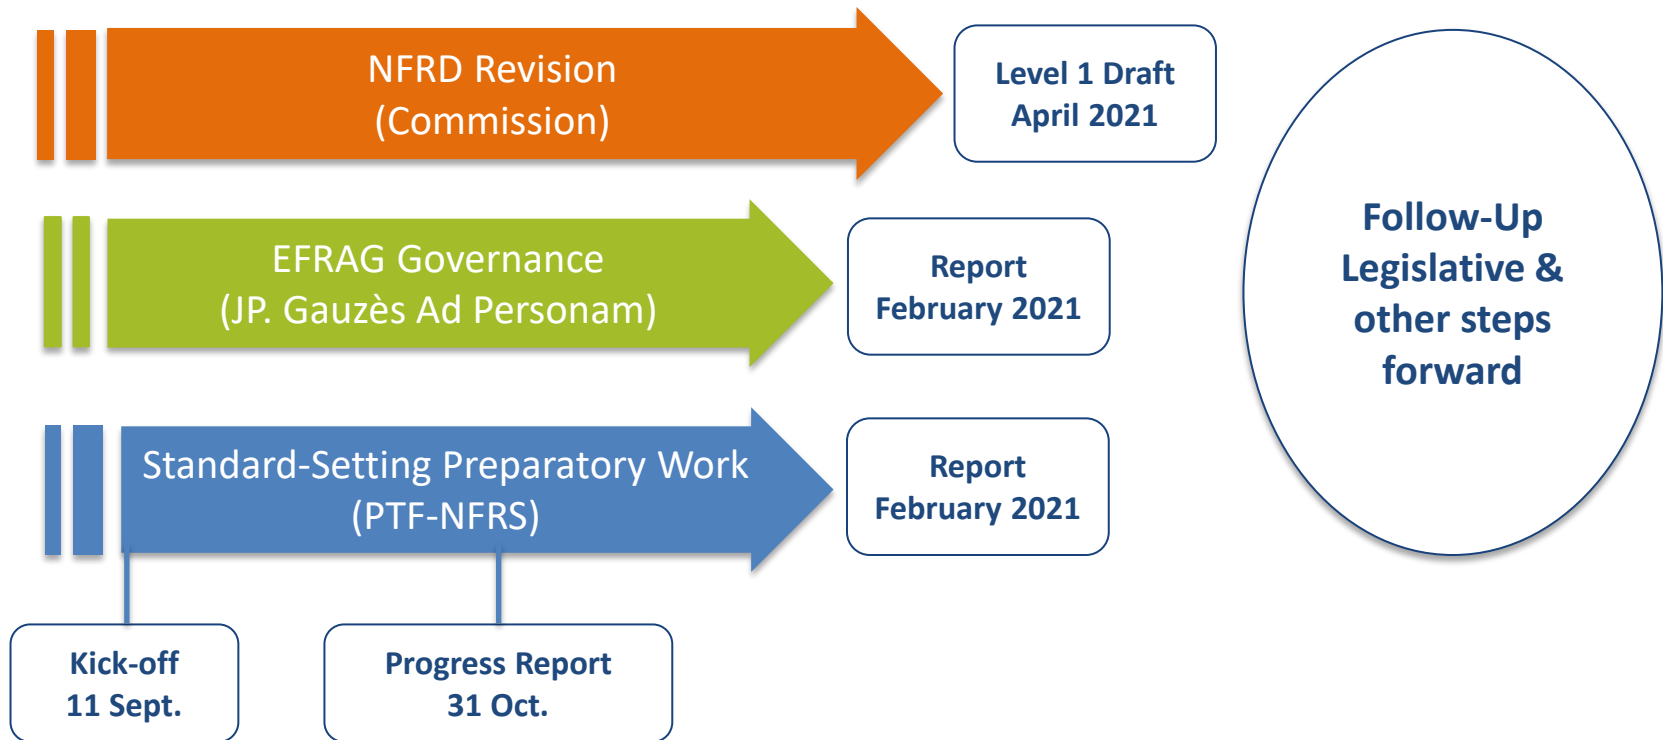 NFRD Revision
(Commission)
Level 1 Draft
April 2021
EFRAG Governance
(JP. Gauzès Ad Personam)
Report
February 2021
Standard-Setting Preparatory Work
(PTF-NFRS)
Report
February 2021
Kick-off
11 Sept.
Progress Report
31 Oct.
Follow-Up
Legislative &
other steps
forward